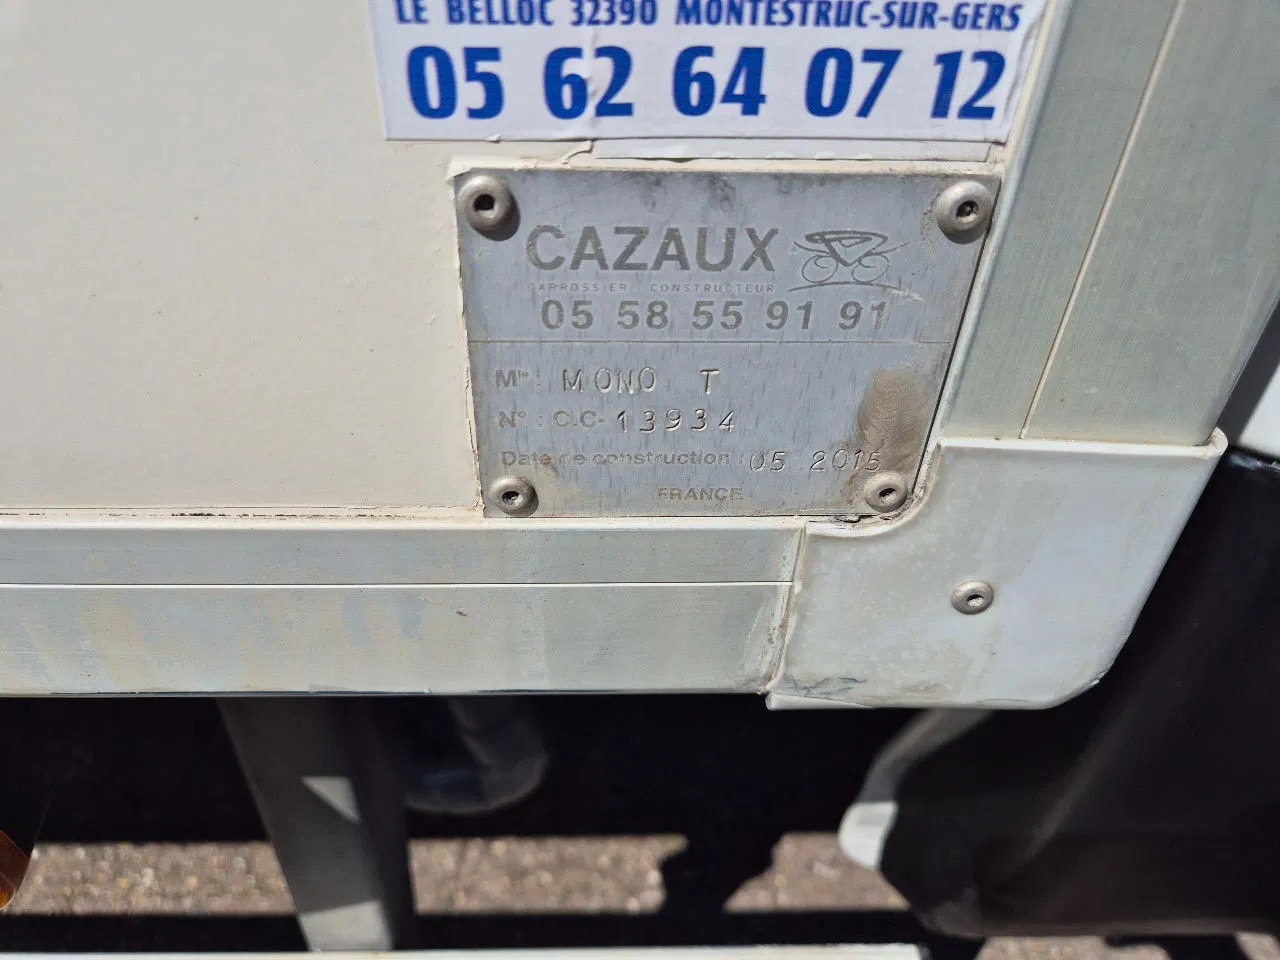 LE BELLOC 32390 MONTESTRUC-SUR-GERS
05 62 64 07 12
CAZAUX
CARROSSIER CONSTRUCTEUR
05 58 55 91 91
Mle : MONO T
N° : C.C- 13934
Date de construction : 05 2015
FRANCE